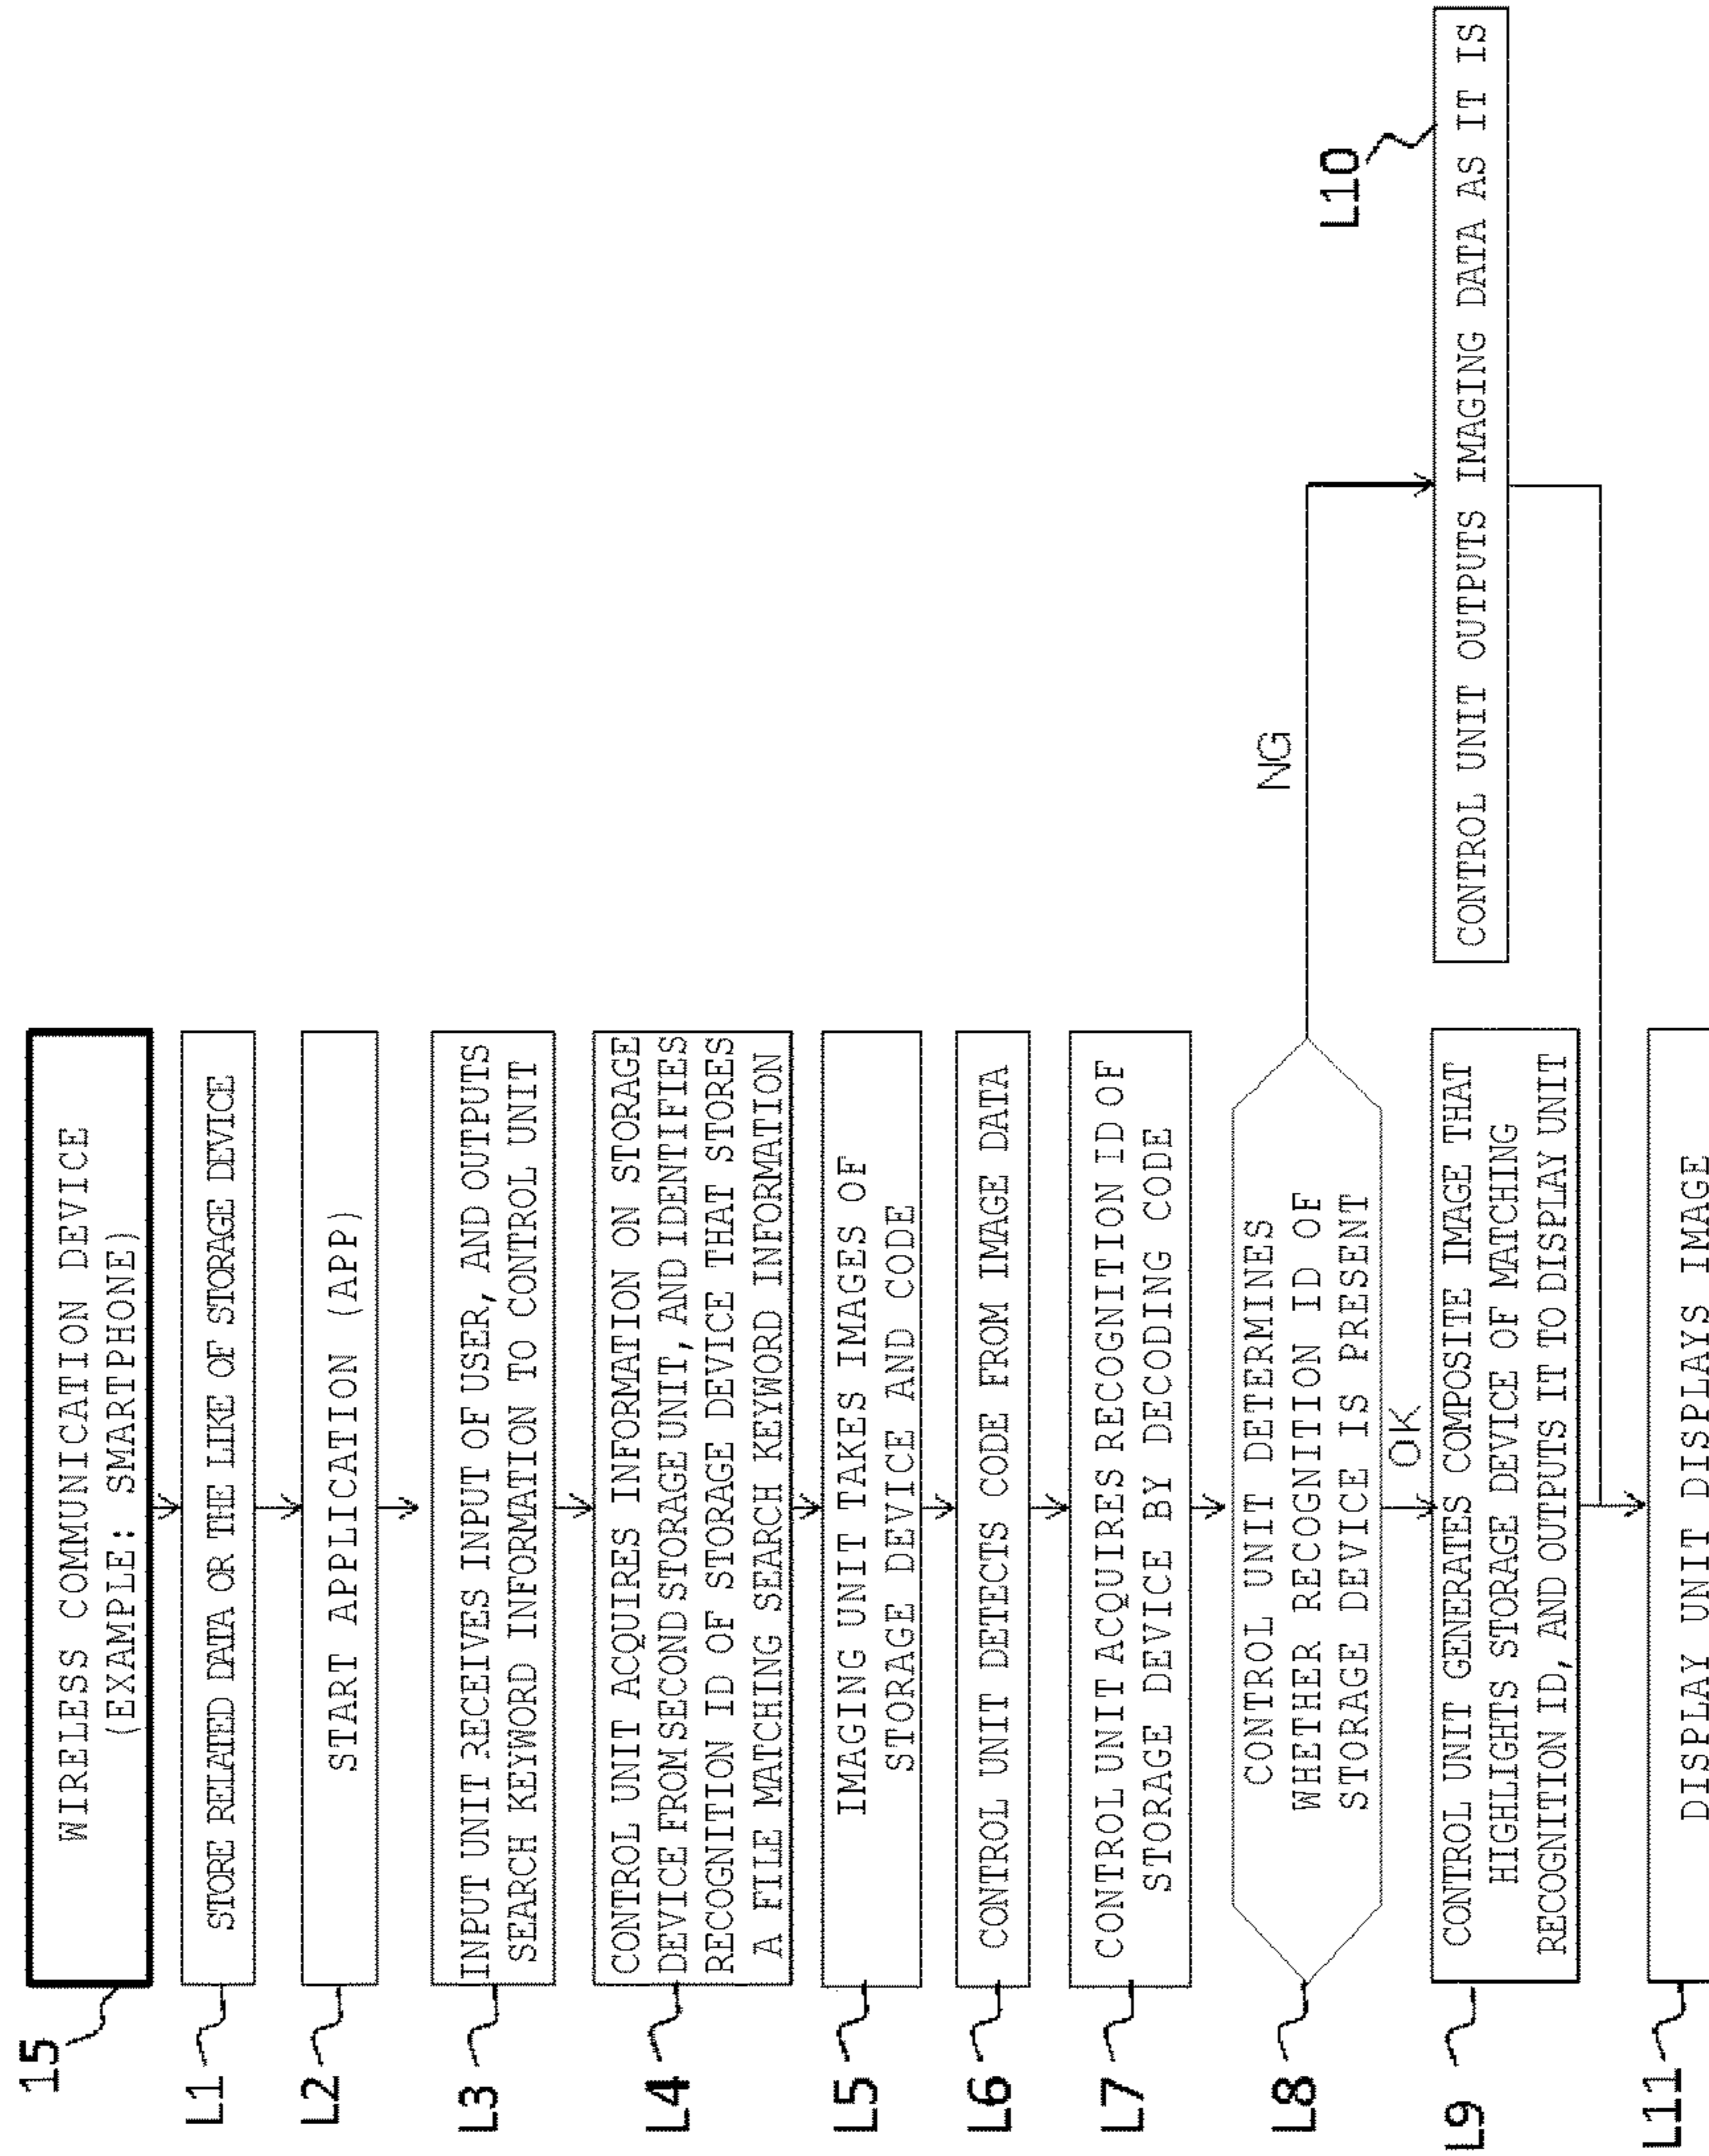 15
WIRELESS COMMUNICATION DEVICE
(EXAMPLE: SMARTPHONE)
L1
STORE RELATED DATA OR THE LIKE OF STORAGE DEVICE
L2
START APPLICATION (APP)
L3
INPUT UNIT RECEIVES INPUT OF USER, AND OUTPUTS
SEARCH KEYWORD INFORMATION TO CONTROL UNIT
L4
CONTROL UNIT ACQUIRES INFORMATION ON STORAGE
DEVICE FROM SECOND STORAGE UNIT, AND IDENTIFIES
RECOGNITION ID OF STORAGE DEVICE THAT STORES
A FILE MATCHING SEARCH KEYWORD INFORMATION
L5
IMAGING UNIT TAKES IMAGES OF
STORAGE DEVICE AND CODE
L6
CONTROL UNIT DETECTS CODE FROM IMAGE DATA
L7
CONTROL UNIT ACQUIRES RECOGNITION ID OF
STORAGE DEVICE BY DECODING CODE
L8
CONTROL UNIT DETERMINES
WHETHER RECOGNITION ID OF
STORAGE DEVICE IS PRESENT
NG
OK
L9
CONTROL UNIT GENERATES COMPOSITE IMAGE THAT
HIGHLIGHTS STORAGE DEVICE OF MATCHING
RECOGNITION ID, AND OUTPUTS IT TO DISPLAY UNIT
L10
CONTROL UNIT OUTPUTS IMAGING DATA AS IT IS
L11
DISPLAY UNIT DISPLAYS IMAGE